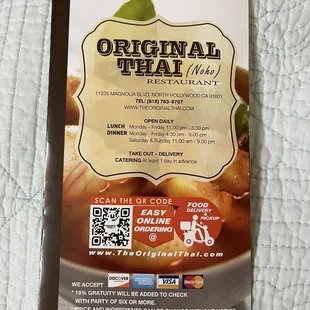 ORIGINAL
THAI (Noho)
RESTAURANT
11235 MAGNOLIA BLVD. NORTH HOLLYWOOD CA 91601
TEL: (818) 763-8767
WWW.THEORIGINALTHAI.COM
OPEN DAILY
LUNCH Monday - Friday 11:00 am - 3:30 pm
DINNER Monday - Friday 4:30 pm - 9:00 pm
Saturday & Sunday 11:00 am - 9:00 pm
TAKE OUT - DELIVERY
CATERING At least 1 day in advance
SCAN THE QR CODE
EASY
ONLINE
ORDERING
@
FOOD
DELIVERY
or
PICKUP
www.TheOriginalThai.com
WE ACCEPT DISCOVER VISA MasterCard
* 18% GRATUITY WILL BE ADDED TO CHECK
WITH PARTY OF SIX OR MORE